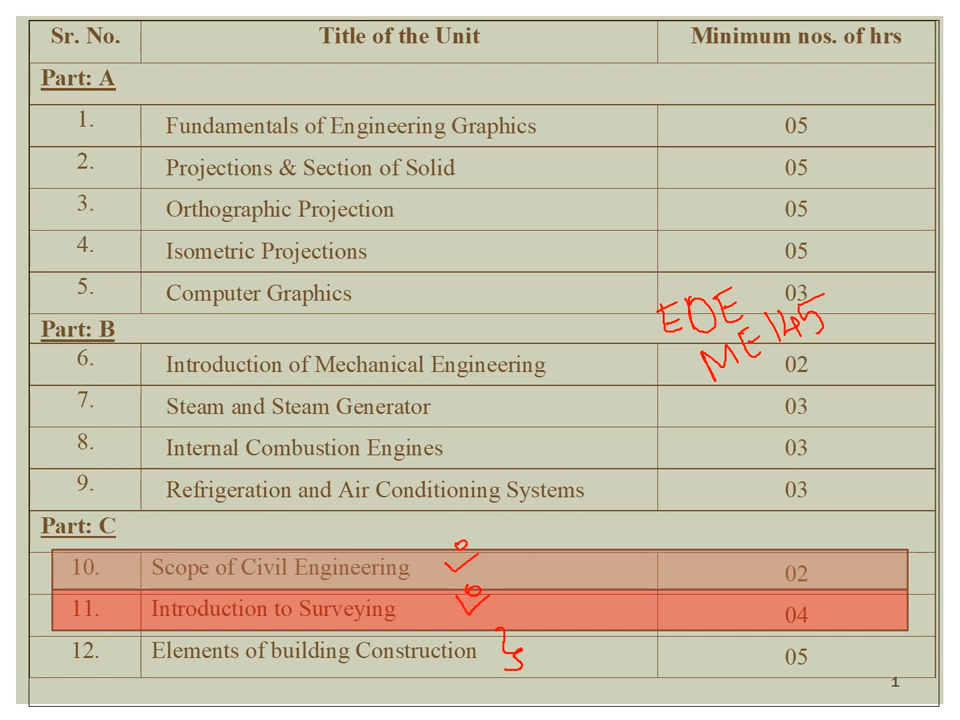 Sr. No. Title of the Unit Minimum nos. of hrs
Part: A
1. Fundamentals of Engineering Graphics 05
2. Projections & Section of Solid 05
3. Orthographic Projection 05
4. Isometric Projections 05
5. Computer Graphics 03
EDE
Part: B
ME145
6. Introduction of Mechanical Engineering 02
7. Steam and Steam Generator 03
8. Internal Combustion Engines 03
9. Refrigeration and Air Conditioning Systems 03
Part: C
10. Scope of Civil Engineering 02
11. Introduction to Surveying 04
12. Elements of building Construction 05
1